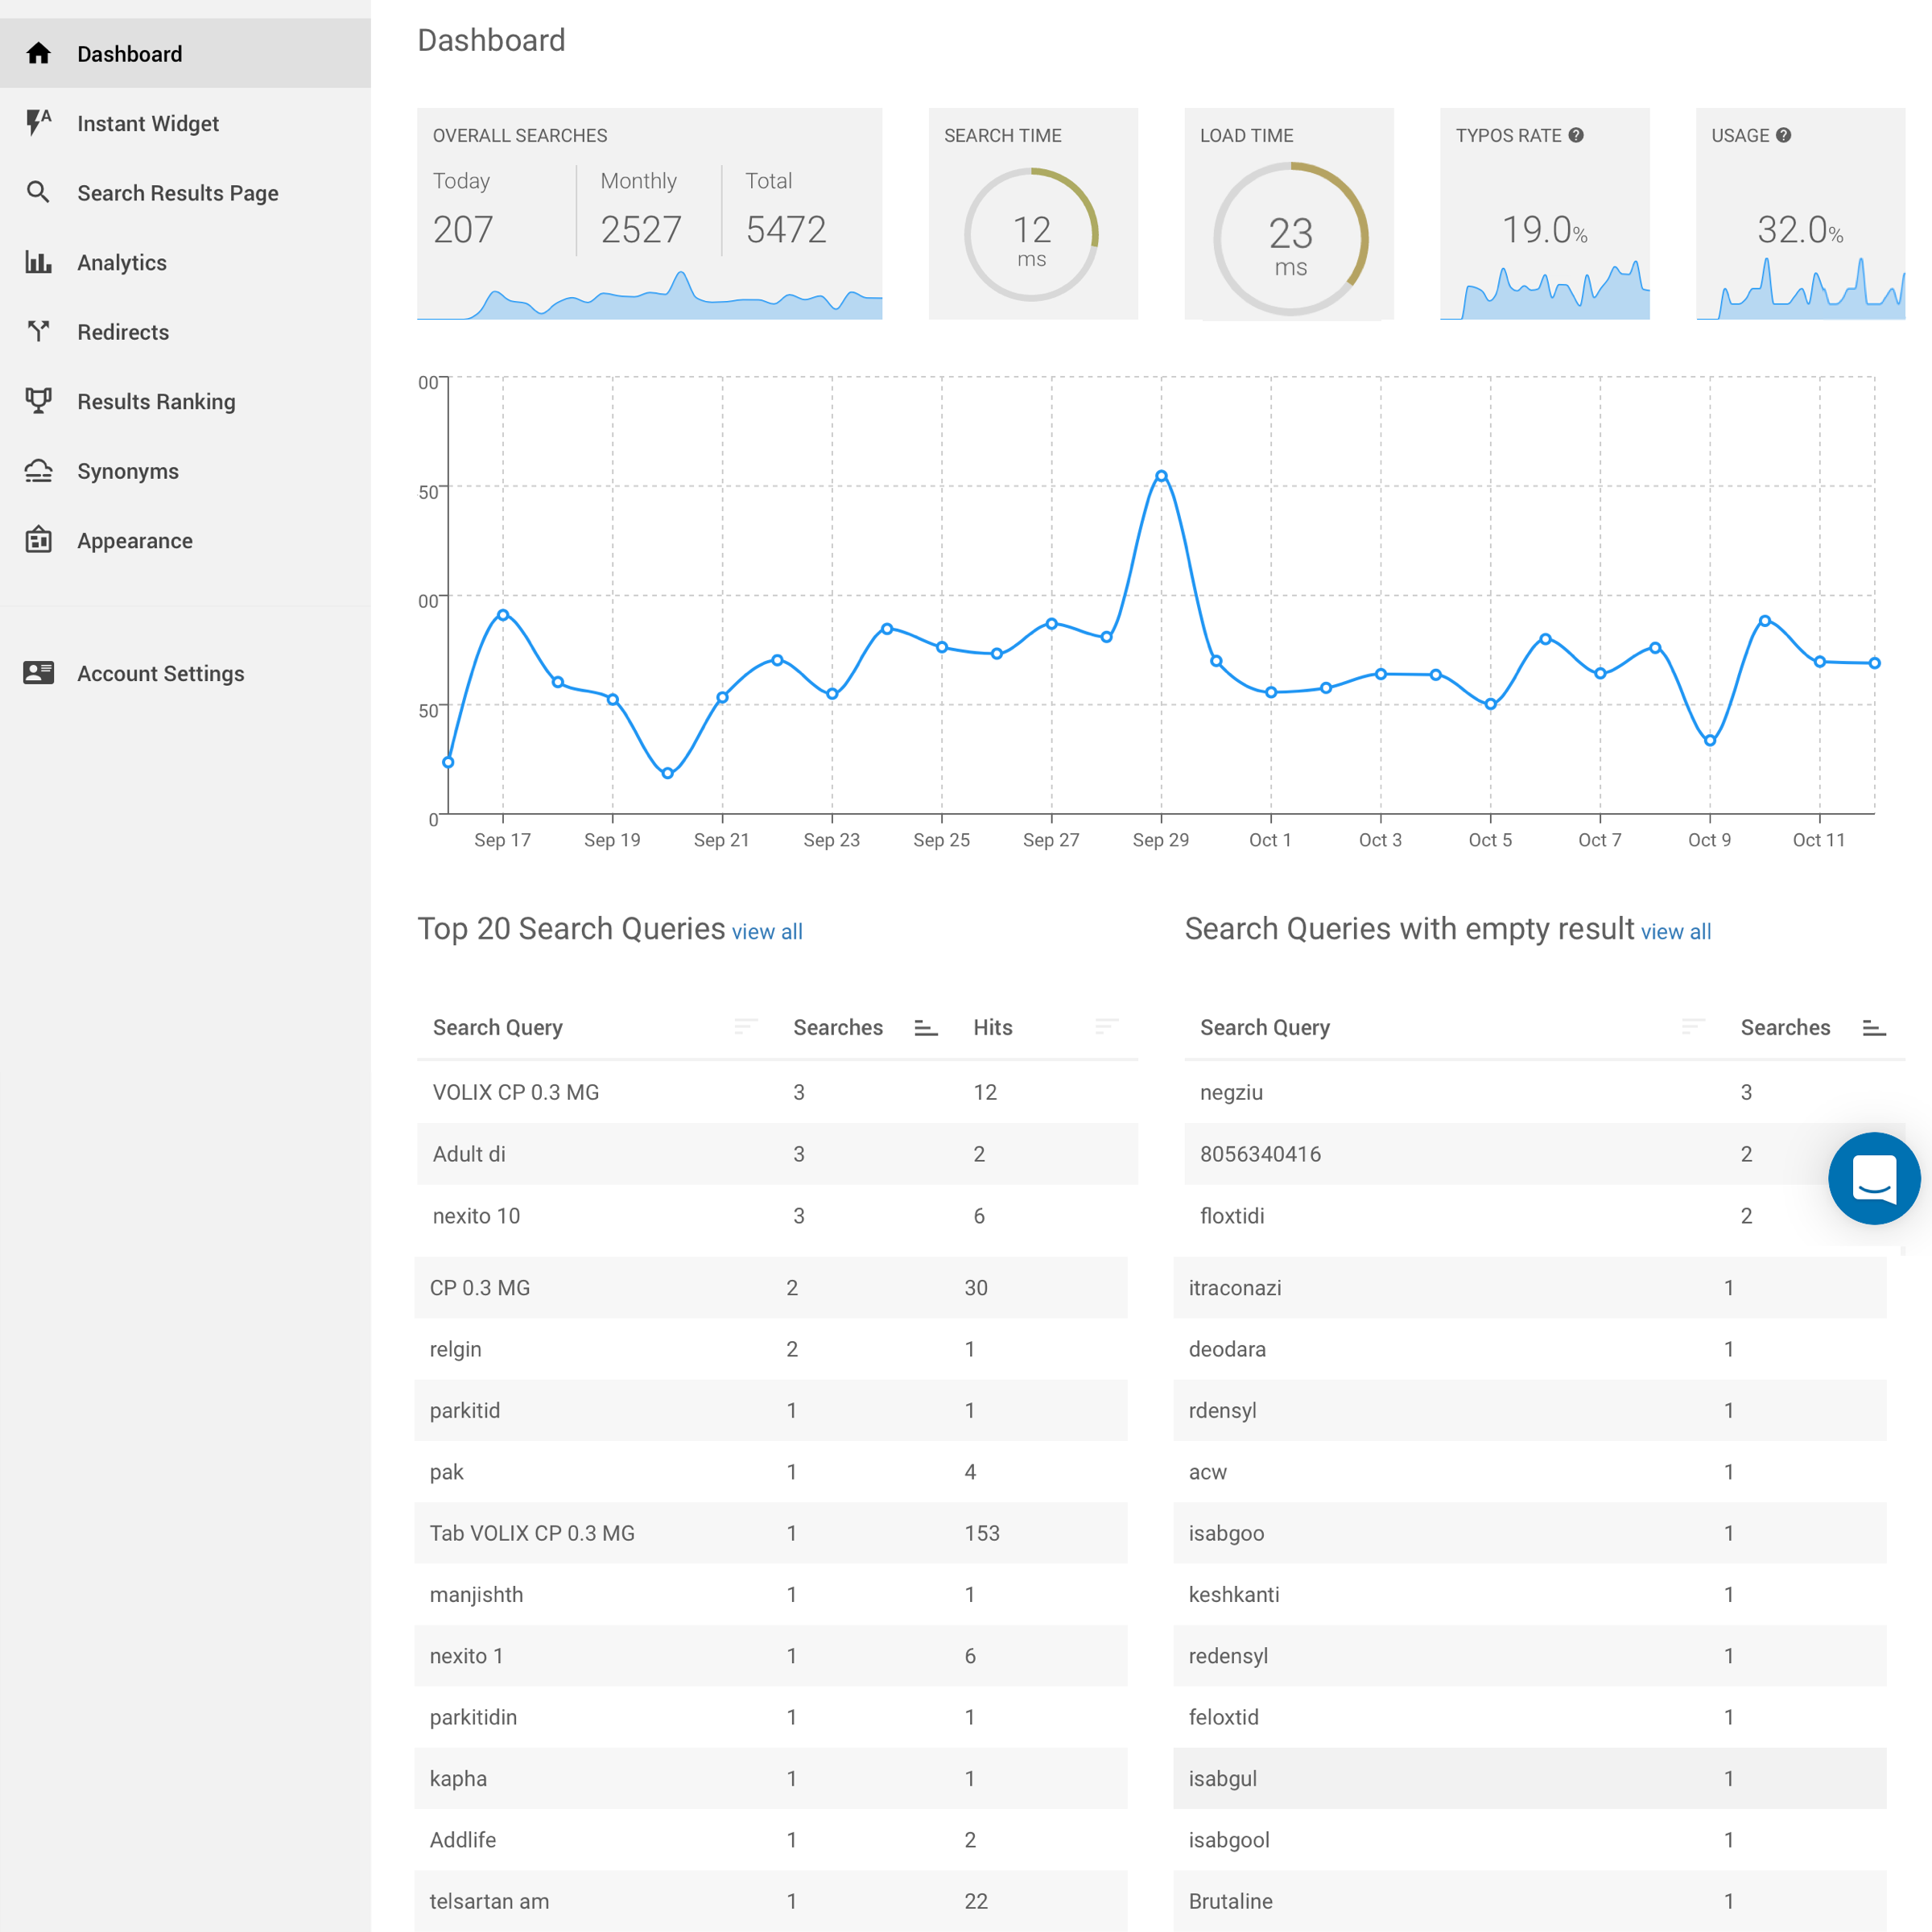 Dashboard
Instant Widget
Search Results Page
Analytics
Redirects
Results Ranking
Synonyms
Appearance
Account Settings
Dashboard
OVERALL SEARCHES
Today Monthly Total
207 2527 5472
SEARCH TIME
12
ms
LOAD TIME
23
ms
TYPOS RATE ?
19.0%
USAGE ?
32.0%
00
50
00
50
0
Sep 17 Sep 19 Sep 21 Sep 23 Sep 25 Sep 27 Sep 29 Oct 1 Oct 3 Oct 5 Oct 7 Oct 9 Oct 11
Top 20 Search Queries view all
Search Query Searches Hits
VOLIX CP 0.3 MG 3 12
Adult di 3 2
nexito 10 3 6
CP 0.3 MG 2 30
relgin 2 1
parkitid 1 1
pak 1 4
Tab VOLIX CP 0.3 MG 1 153
manjishth 1 1
nexito 1 1 6
parkitidin 1 1
kapha 1 1
Addlife 1 2
telsartan am 1 22
Search Queries with empty result view all
Search Query Searches
negziu 3
8056340416 2
floxtidi 2
itraconazi 1
deodara 1
rdensyl 1
acw 1
isabgoo 1
keshkanti 1
redensyl 1
feloxtid 1
isabgul 1
isabgool 1
Brutaline 1